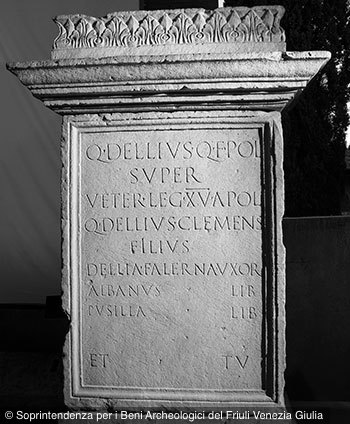 Q·DELLIVS·Q·F·POL
SVPER
VETER·LEG·XV·APOL
Q·DELLIVS·CLEMENS
FILIVS
DELLIA·FALERNA·VXOR
ALBANVS · LIB
PVSILLA · LIB
ET TV
© Soprintendenza per i Beni Archeologici del Friuli Venezia Giulia